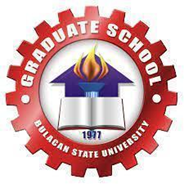 GRADUATE SCHOOL
1977
BULACAN STATE UNIVERSITY